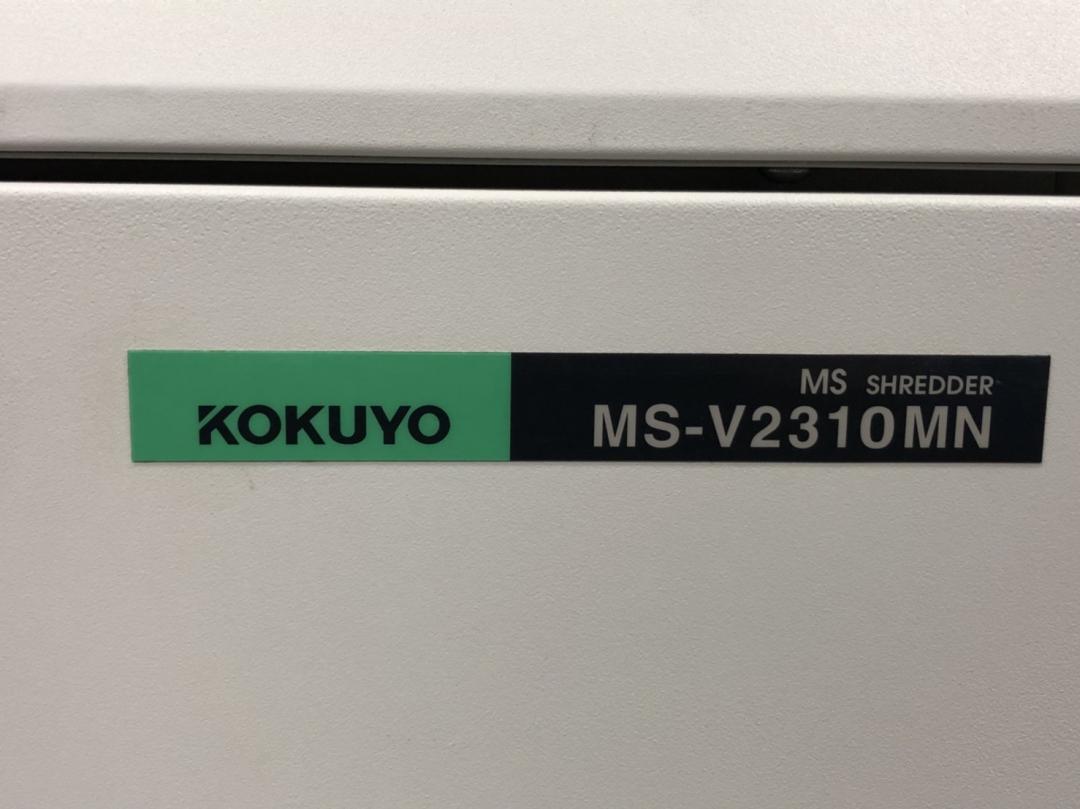 KOKUYO
MS SHREDDER
MS-V2310MN